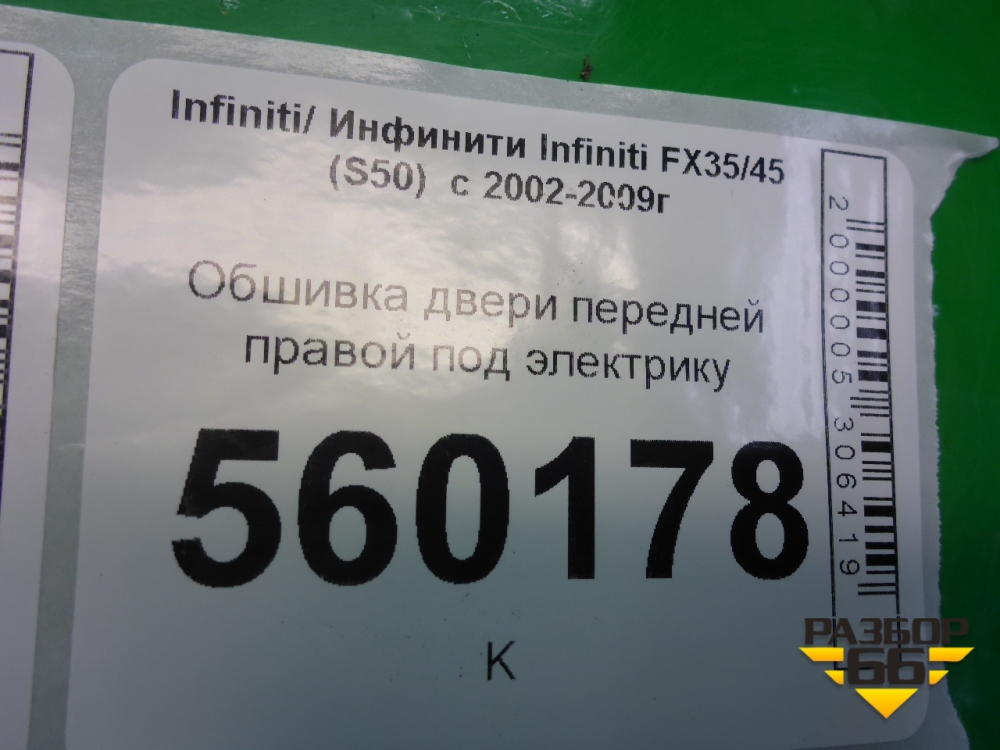 Infiniti/ Инфинити Infiniti FX35/45
(S50) с 2002-2009г
Обшивка двери передней
правой под электрику
560178
К
2000005306419
РАЗБОР
66